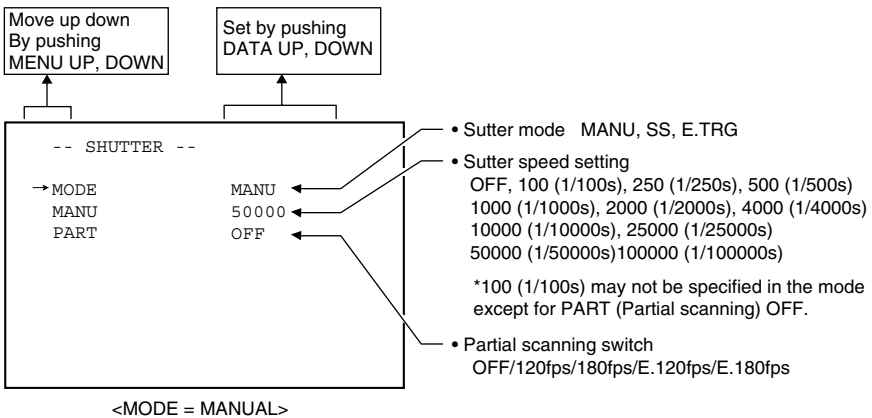 Move up down
By pushing
MENU UP, DOWN
Set by pushing
DATA UP, DOWN
-- SHUTTER --
→MODE MANU
MANU 50000
PART OFF
• Sutter mode MANU, SS, E.TRG
• Sutter speed setting
OFF, 100 (1/100s), 250 (1/250s), 500 (1/500s)
1000 (1/1000s), 2000 (1/2000s), 4000 (1/4000s)
10000 (1/10000s), 25000 (1/25000s)
50000 (1/50000s)100000 (1/100000s)
*100 (1/100s) may not be specified in the mode
except for PART (Partial scanning) OFF.
• Partial scanning switch
OFF/120fps/180fps/E.120fps/E.180fps
<MODE = MANUAL>